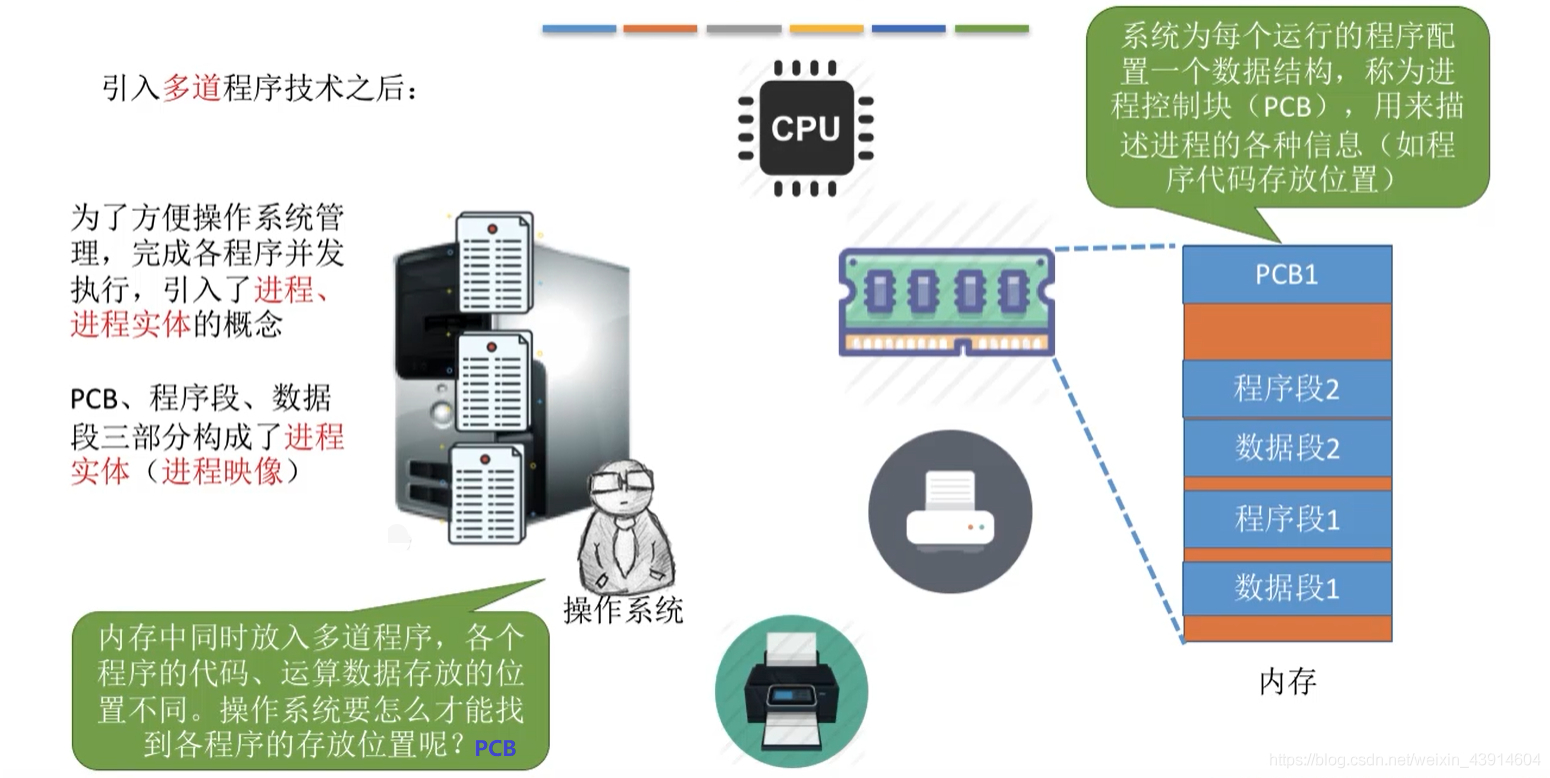 引入多道程序技术之后：
为了方便操作系统管
理，完成各程序并发
执行，引入了进程、
进程实体的概念
PCB、程序段、数据
段三部分构成了进程
实体（进程映像）
CPU
操作系统
内存中同时放入多道程序，各个
程序的代码、运算数据存放的位
置不同。操作系统要怎么才能找
到各程序的存放位置呢？PCB
系统为每个运行的程序配
置一个数据结构，称为进
程控制块（PCB），用来描
述进程的各种信息（如程
序代码存放位置）
PCB1
程序段2
数据段2
程序段1
数据段1
内存
https://blog.csdn.net/weixin_43914604